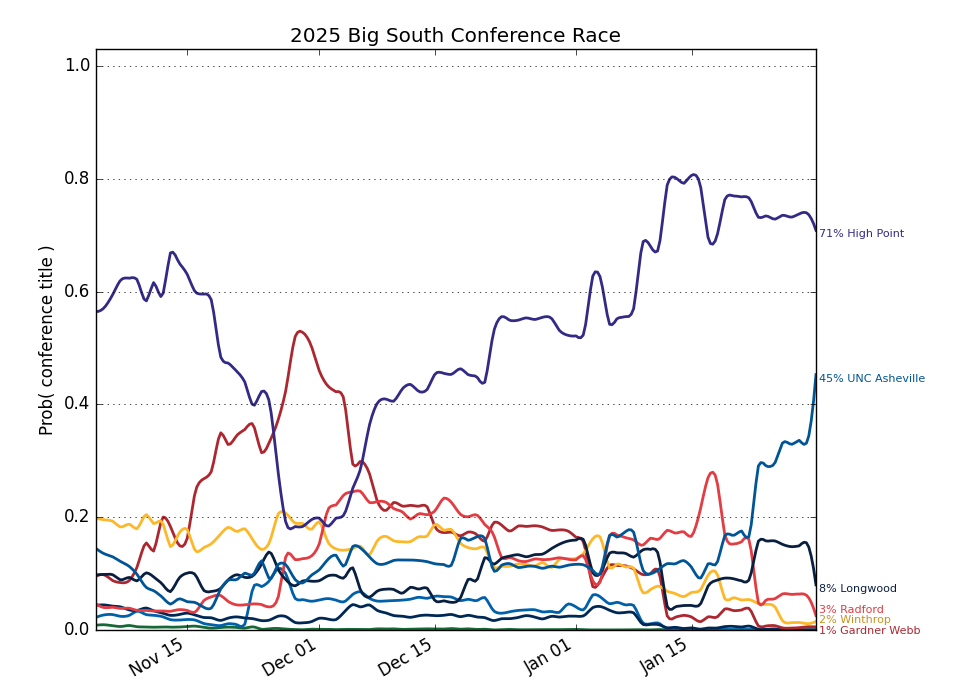 2025 Big South Conference Race
Prob( conference title )
1.0
0.8
0.6
0.4
0.2
0.0
Nov 15
Dec 01
Dec 15
Jan 01
Jan 15
71% High Point
45% UNC Asheville
8% Longwood
3% Radford
2% Winthrop
1% Gardner Webb